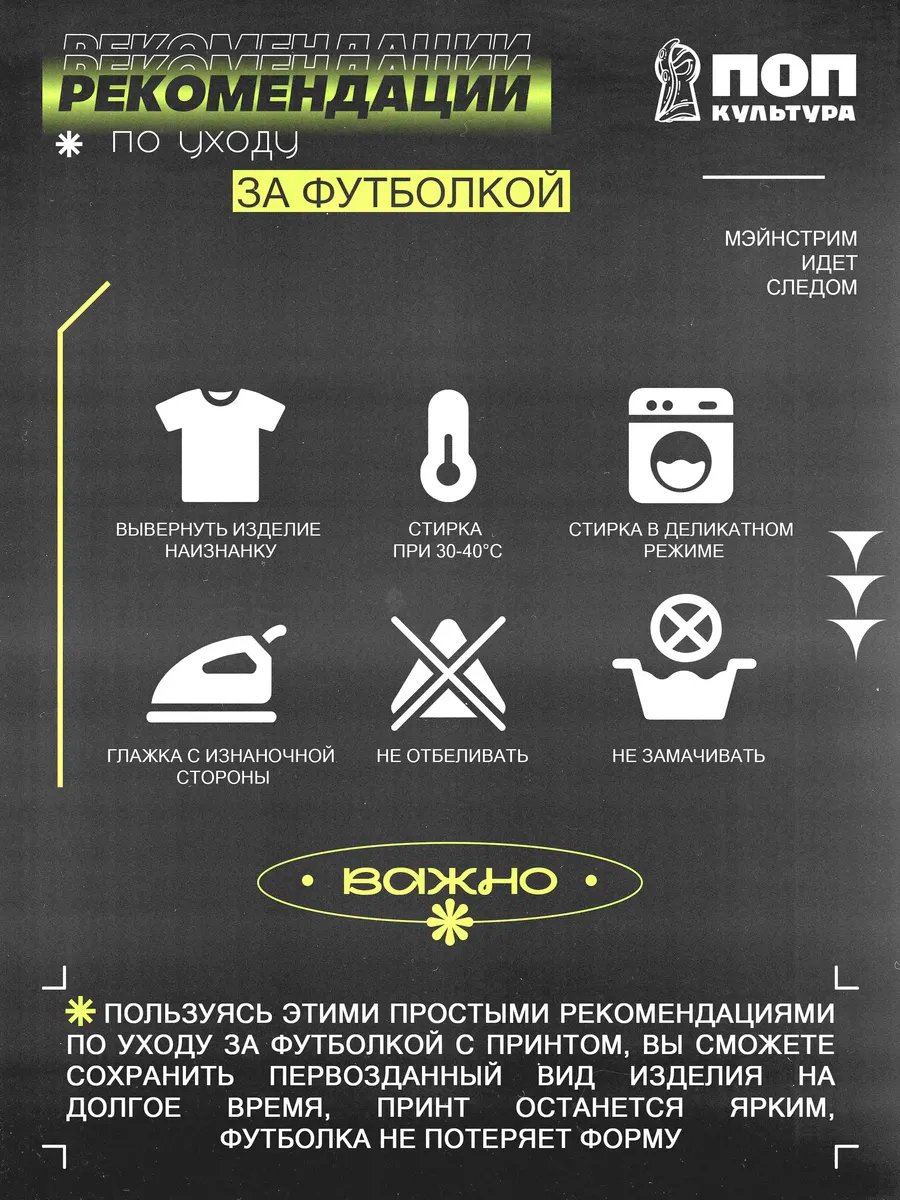 РЕКОМЕНДАЦИИ
РЕКОМЕНДАЦИИ
РЕКОМЕНДАЦИИ
ПО УХОДУ
ЗА ФУТБОЛКОЙ
ПОП
КУЛЬТУРА
МЭЙНСТРИМ
ИДЕТ
СЛЕДОМ
ВЫВЕРНУТЬ ИЗДЕЛИЕ
НАИЗНАНКУ
СТИРКА
ПРИ 30-40°C
СТИРКА В ДЕЛИКАТНОМ
РЕЖИМЕ
ГЛАЖКА С ИЗНАНОЧНОЙ
СТОРОНЫ
НЕ ОТБЕЛИВАТЬ
НЕ ЗАМАЧИВАТЬ
• ВАЖНО •
ПОЛЬЗУЯСЬ ЭТИМИ ПРОСТЫМИ РЕКОМЕНДАЦИЯМИ
ПО УХОДУ ЗА ФУТБОЛКОЙ С ПРИНТОМ, ВЫ СМОЖЕТЕ
СОХРАНИТЬ ПЕРВОЗДАННЫЙ ВИД ИЗДЕЛИЯ НА
ДОЛГОЕ ВРЕМЯ, ПРИНТ ОСТАНЕТСЯ ЯРКИМ,
ФУТБОЛКА НЕ ПОТЕРЯЕТ ФОРМУ